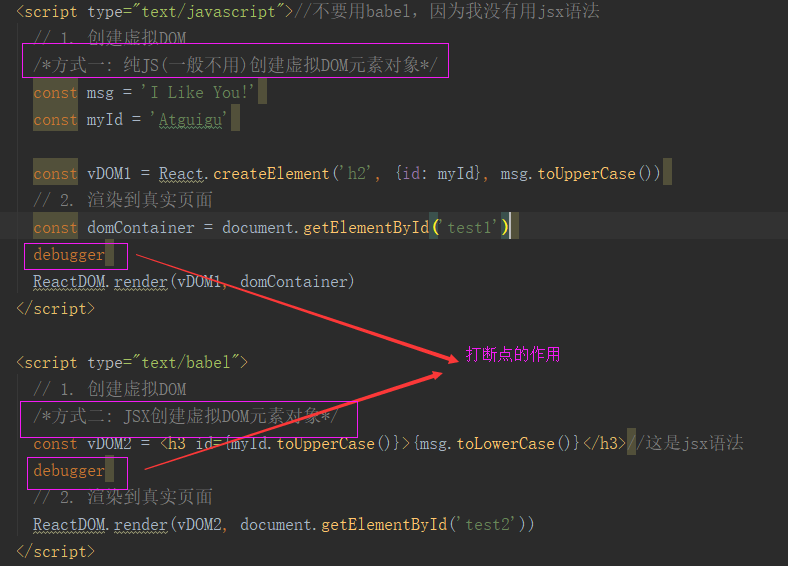 <script type="text/javascript">//不要用babel，因为我没有用jsx语法
// 1. 创建虚拟DOM
/*方式一: 纯JS(一般不用)创建虚拟DOM元素对象*/
const msg = 'I Like You!'
const myId = 'Atguigu'
const vDOM1 = React.createElement('h2', {id: myId}, msg.toUpperCase())
// 2. 渲染到真实页面
const domContainer = document.getElementById('test1')
debugger
ReactDOM.render(vDOM1, domContainer)
</script>
打断点的作用
<script type="text/babel">
// 1. 创建虚拟DOM
/*方式二: JSX创建虚拟DOM元素对象*/
const vDOM2 = <h3 id={myId.toUpperCase()}>{msg.toLowerCase()}</h3>//这是jsx语法
debugger
// 2. 渲染到真实页面
ReactDOM.render(vDOM2, document.getElementById('test2'))
</script>